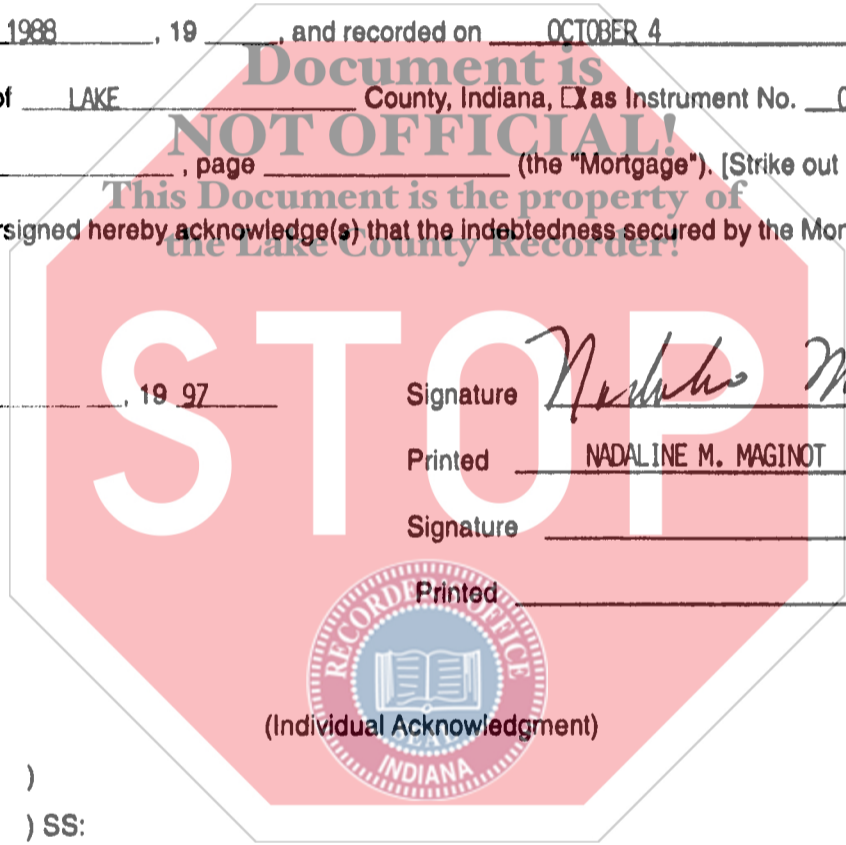 1988, 19, and recorded on OCTOBER 4
Document is
of LAKE County, Indiana, X as Instrument No.
NOT OFFICIAL!
, page (the "Mortgage"). [Strike out
This Document is the property of
rsigned hereby acknowledge(s) that the indebtedness secured by the Mor
the Lake County Recorder!
STOP
, 19 97 Signature
Printed NADALINE M. MAGINOT
Signature
Printed
RECORDER'S OFFICE
(Individual Acknowledgment)
SEAL
INDIANA
)
) SS: